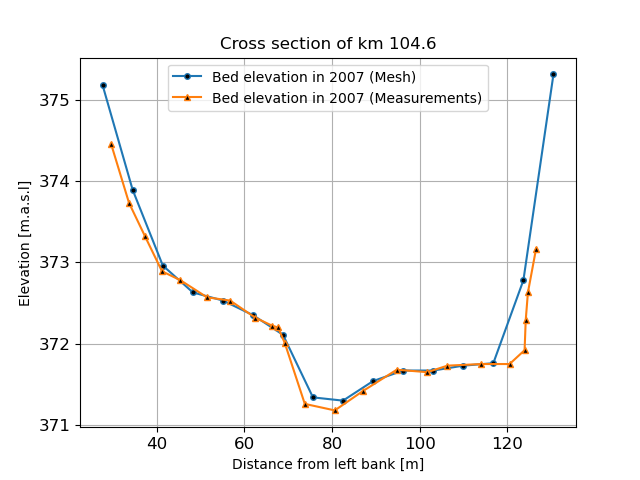 Cross section of km 104.6
Bed elevation in 2007 (Mesh)
Bed elevation in 2007 (Measurements)
Elevation [m.a.s.l]
375
374
373
372
371
40 60 80 100 120
Distance from left bank [m]